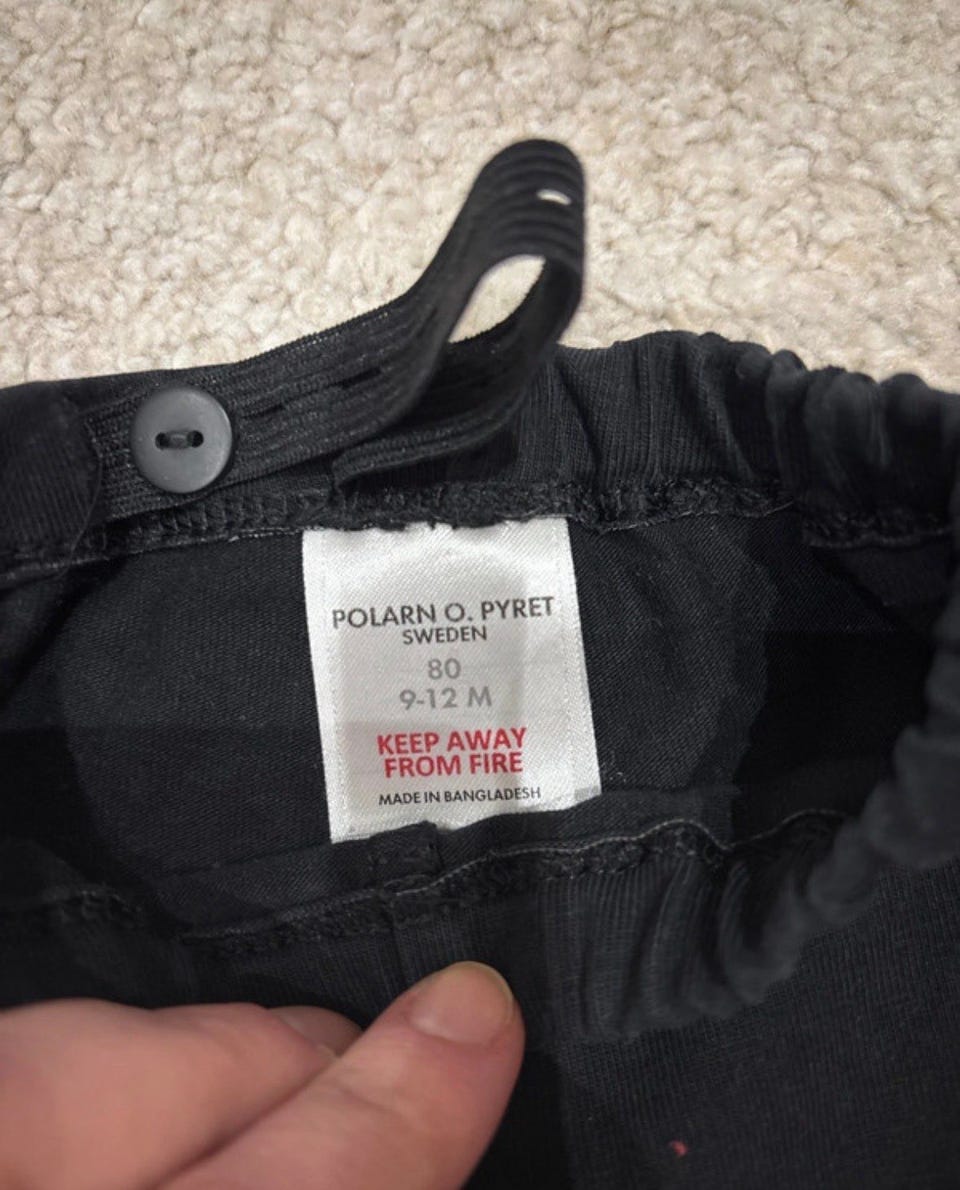 POLARN O. PYRET
SWEDEN
80
9-12 M
KEEP AWAY
FROM FIRE
MADE IN BANGLADESH